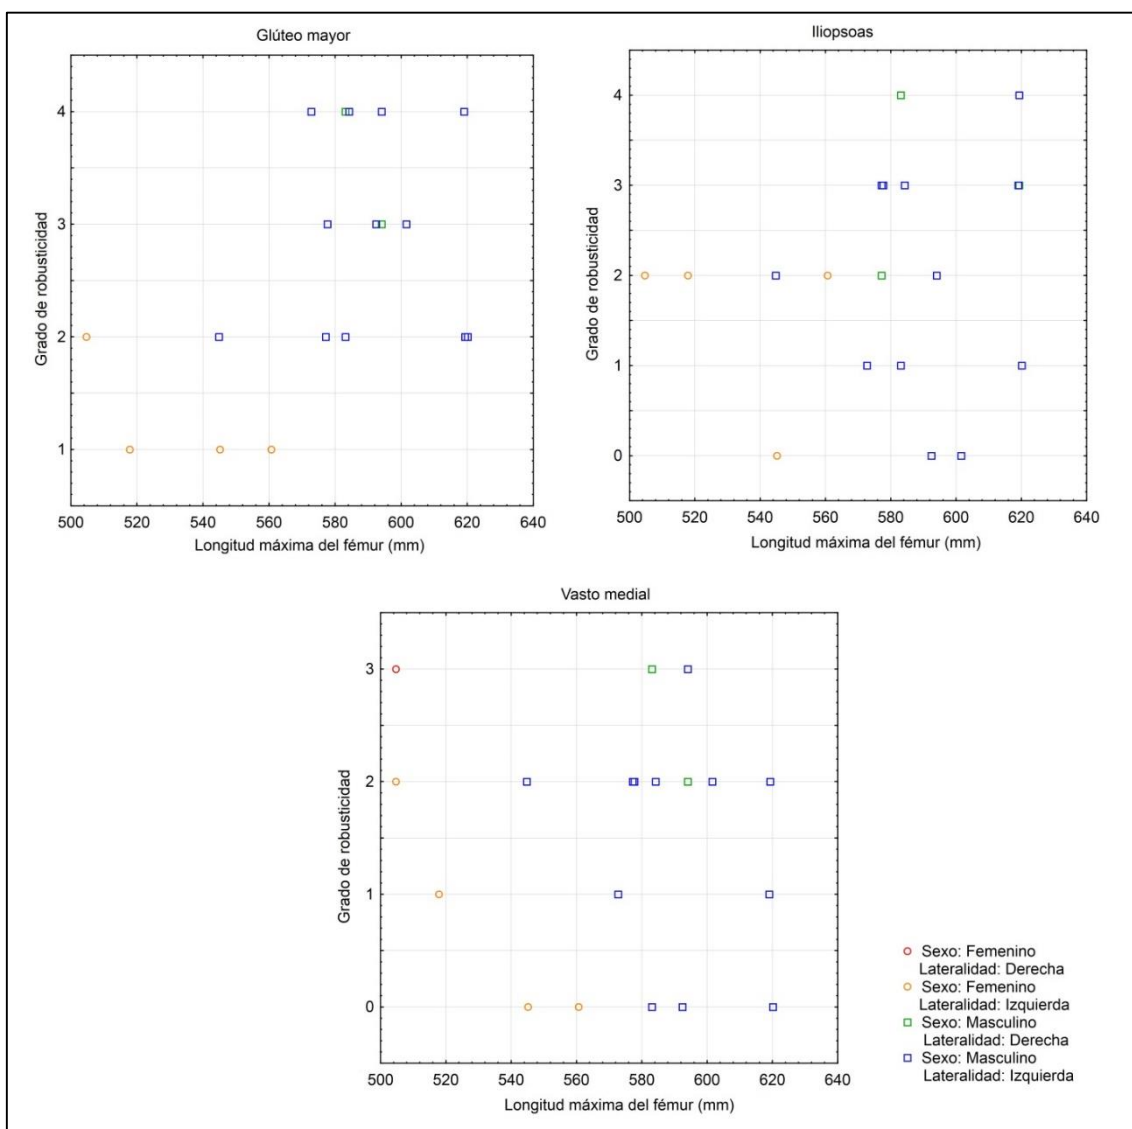 Glúteo mayor
Grado de robusticidad
4
3
2
1
500 520 540 560 580 600 620 640
Longitud máxima del fémur (mm)
Iliopsoas
Grado de robusticidad
4
3
2
1
0
500 520 540 560 580 600 620 640
Longitud máxima del fémur (mm)
Vasto medial
Grado de robusticidad
3
2
1
0
500 520 540 560 580 600 620 640
Longitud máxima del fémur (mm)
Sexo: Femenino
Lateralidad: Derecha
Sexo: Femenino
Lateralidad: Izquierda
Sexo: Masculino
Lateralidad: Derecha
Sexo: Masculino
Lateralidad: Izquierda